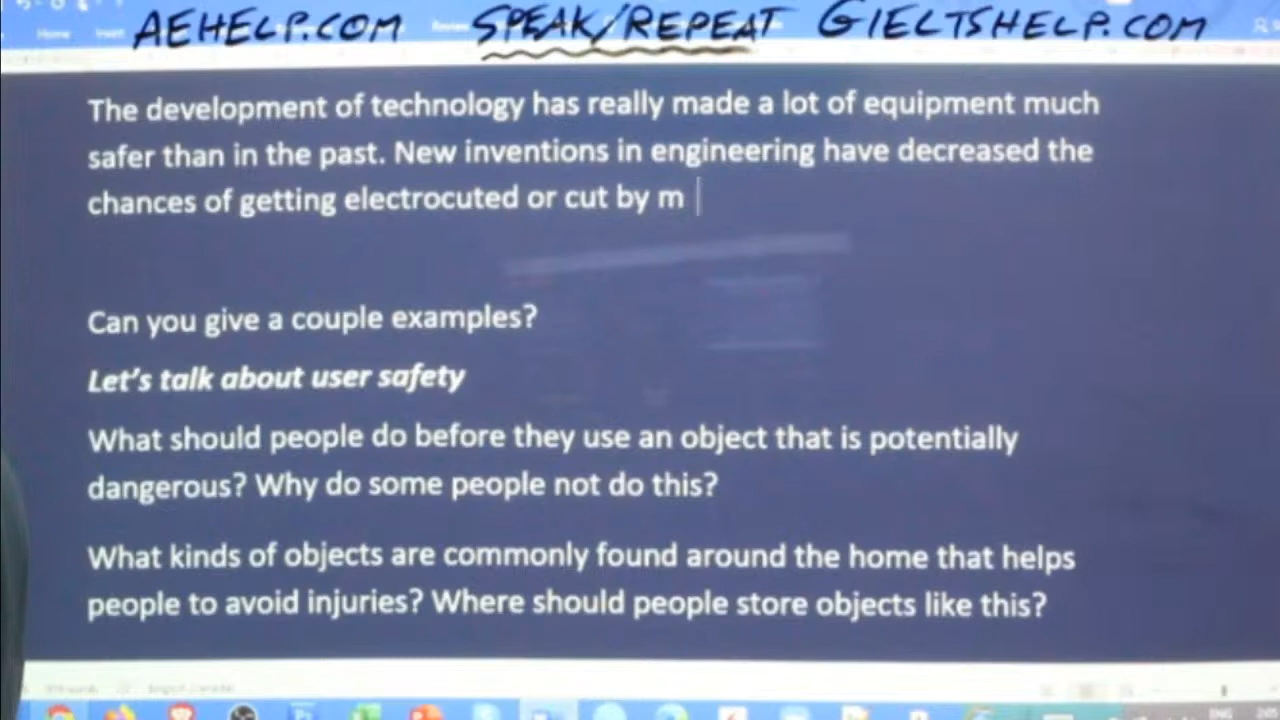 AEHELP.COM SPEAK/REPEAT GIELTSHELP.COM
Home Insert
The development of technology has really made a lot of equipment much
safer than in the past. New inventions in engineering have decreased the
chances of getting electrocuted or cut by m
Can you give a couple examples?
Let's talk about user safety
What should people do before they use an object that is potentially
dangerous? Why do some people not do this?
What kinds of objects are commonly found around the home that helps
people to avoid injuries? Where should people store objects like this?